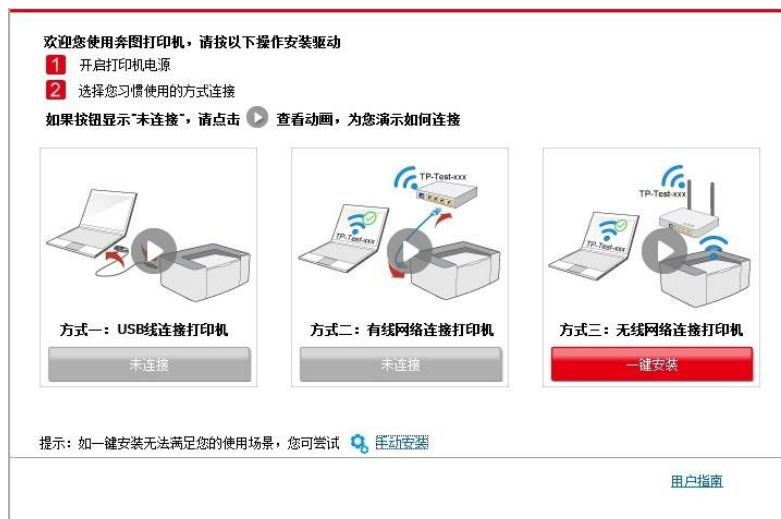 欢迎您使用奔图打印机，请按以下操作安装驱动
1 开启打印机电源
2 选择您习惯使用的方式连接
如果按钮显示“未连接”，请点击 查看动画，为您演示如何连接
TP-Test-xxx
TP-Test-xxx
TP-Test-xxx
TP-Test-xxx
方式一：USB线连接打印机
方式二：有线网络连接打印机
方式三：无线网络连接打印机
未连接
未连接
一键安装
提示：如一键安装无法满足您的使用场景，您可尝试 手动安装
用户指南